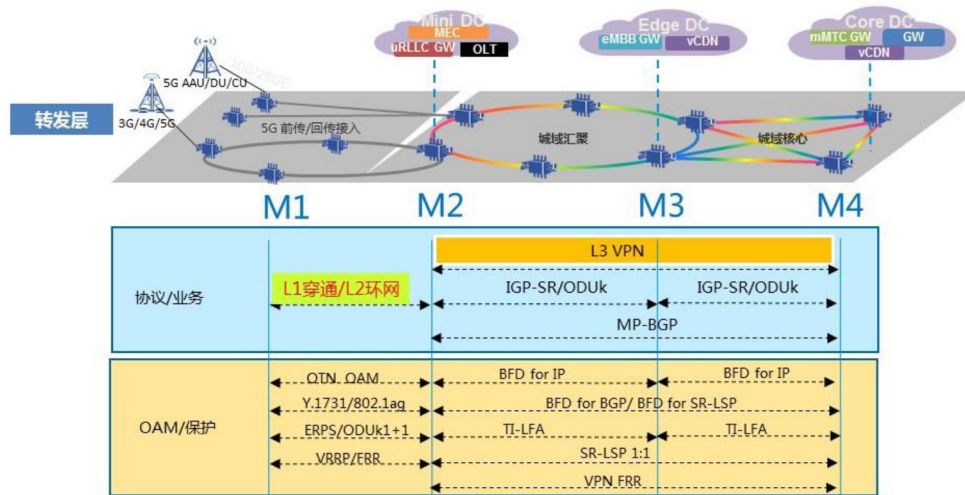 Mini DC
MEC
uRLLC GW
OLT
Edge DC
eMBB GW
vCDN
Core DC
mMTC GW
GW
vCDN
10G/25GE
5G AAU/DU/CU
3G/4G/5G
转发层
5G 前传/回传接入
城域汇聚
城域核心
M1
M2
M3
M4
协议/业务
L3 VPN
L1穿通/L2环网
IGP-SR/ODUk
IGP-SR/ODUk
MP-BGP
OAM/保护
OTN OAM
BFD for IP
BFD for IP
Y.1731/802.1ag
BFD for BGP/ BFD for SR-LSP
ERPS/ODUk1+1
TI-LFA
TI-LFA
VRRP/FRR
SR-LSP 1:1
VPN FRR